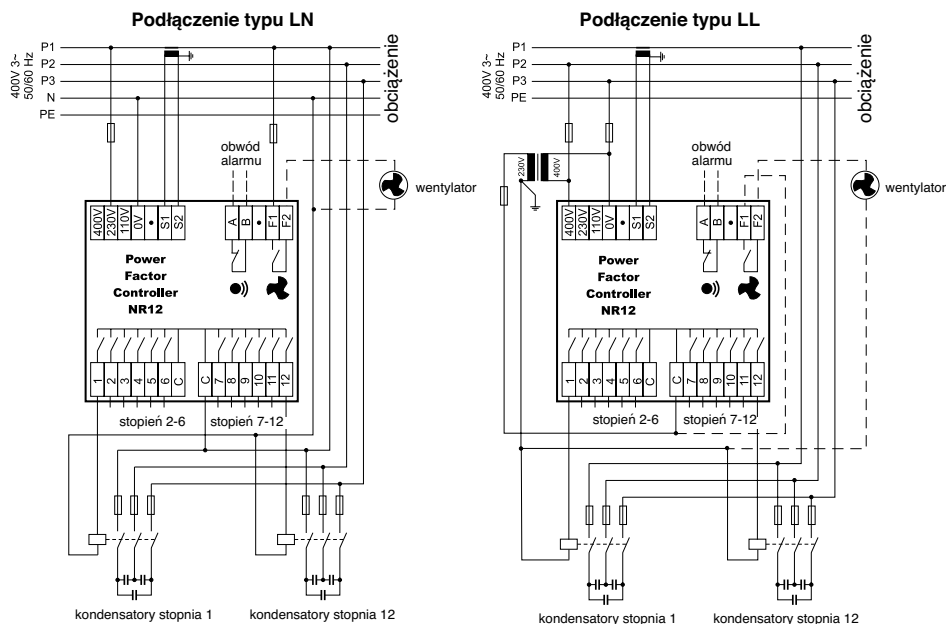 Podłączenie typu LN
P1
P2
P3
N
PE
400V 3~
50/60 Hz
obciążenie
obwód
alarmu
wentylator
400V
230V
110V
0V
•
S1
S2
A
B
•
F1
F2
Power
Factor
Controller
NR12
1
2
3
4
5
6
C
C
7
8
9
10
11
12
stopień 2-6
stopień 7-12
kondensatory stopnia 1
kondensatory stopnia 12
Podłączenie typu LL
P1
P2
P3
PE
400V 3~
50/60 Hz
obciążenie
230V
400V
obwód
alarmu
wentylator
400V
230V
110V
0V
•
S1
S2
A
B
•
F1
F2
Power
Factor
Controller
NR12
1
2
3
4
5
6
C
C
7
8
9
10
11
12
stopień 2-6
stopień 7-12
kondensatory stopnia 1
kondensatory stopnia 12